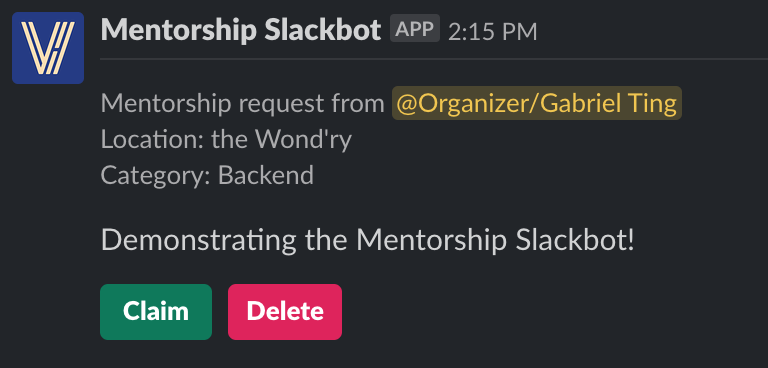 Mentorship Slackbot APP 2:15 PM
Mentorship request from @Organizer/Gabriel Ting
Location: the Wond'ry
Category: Backend
Demonstrating the Mentorship Slackbot!
Claim Delete